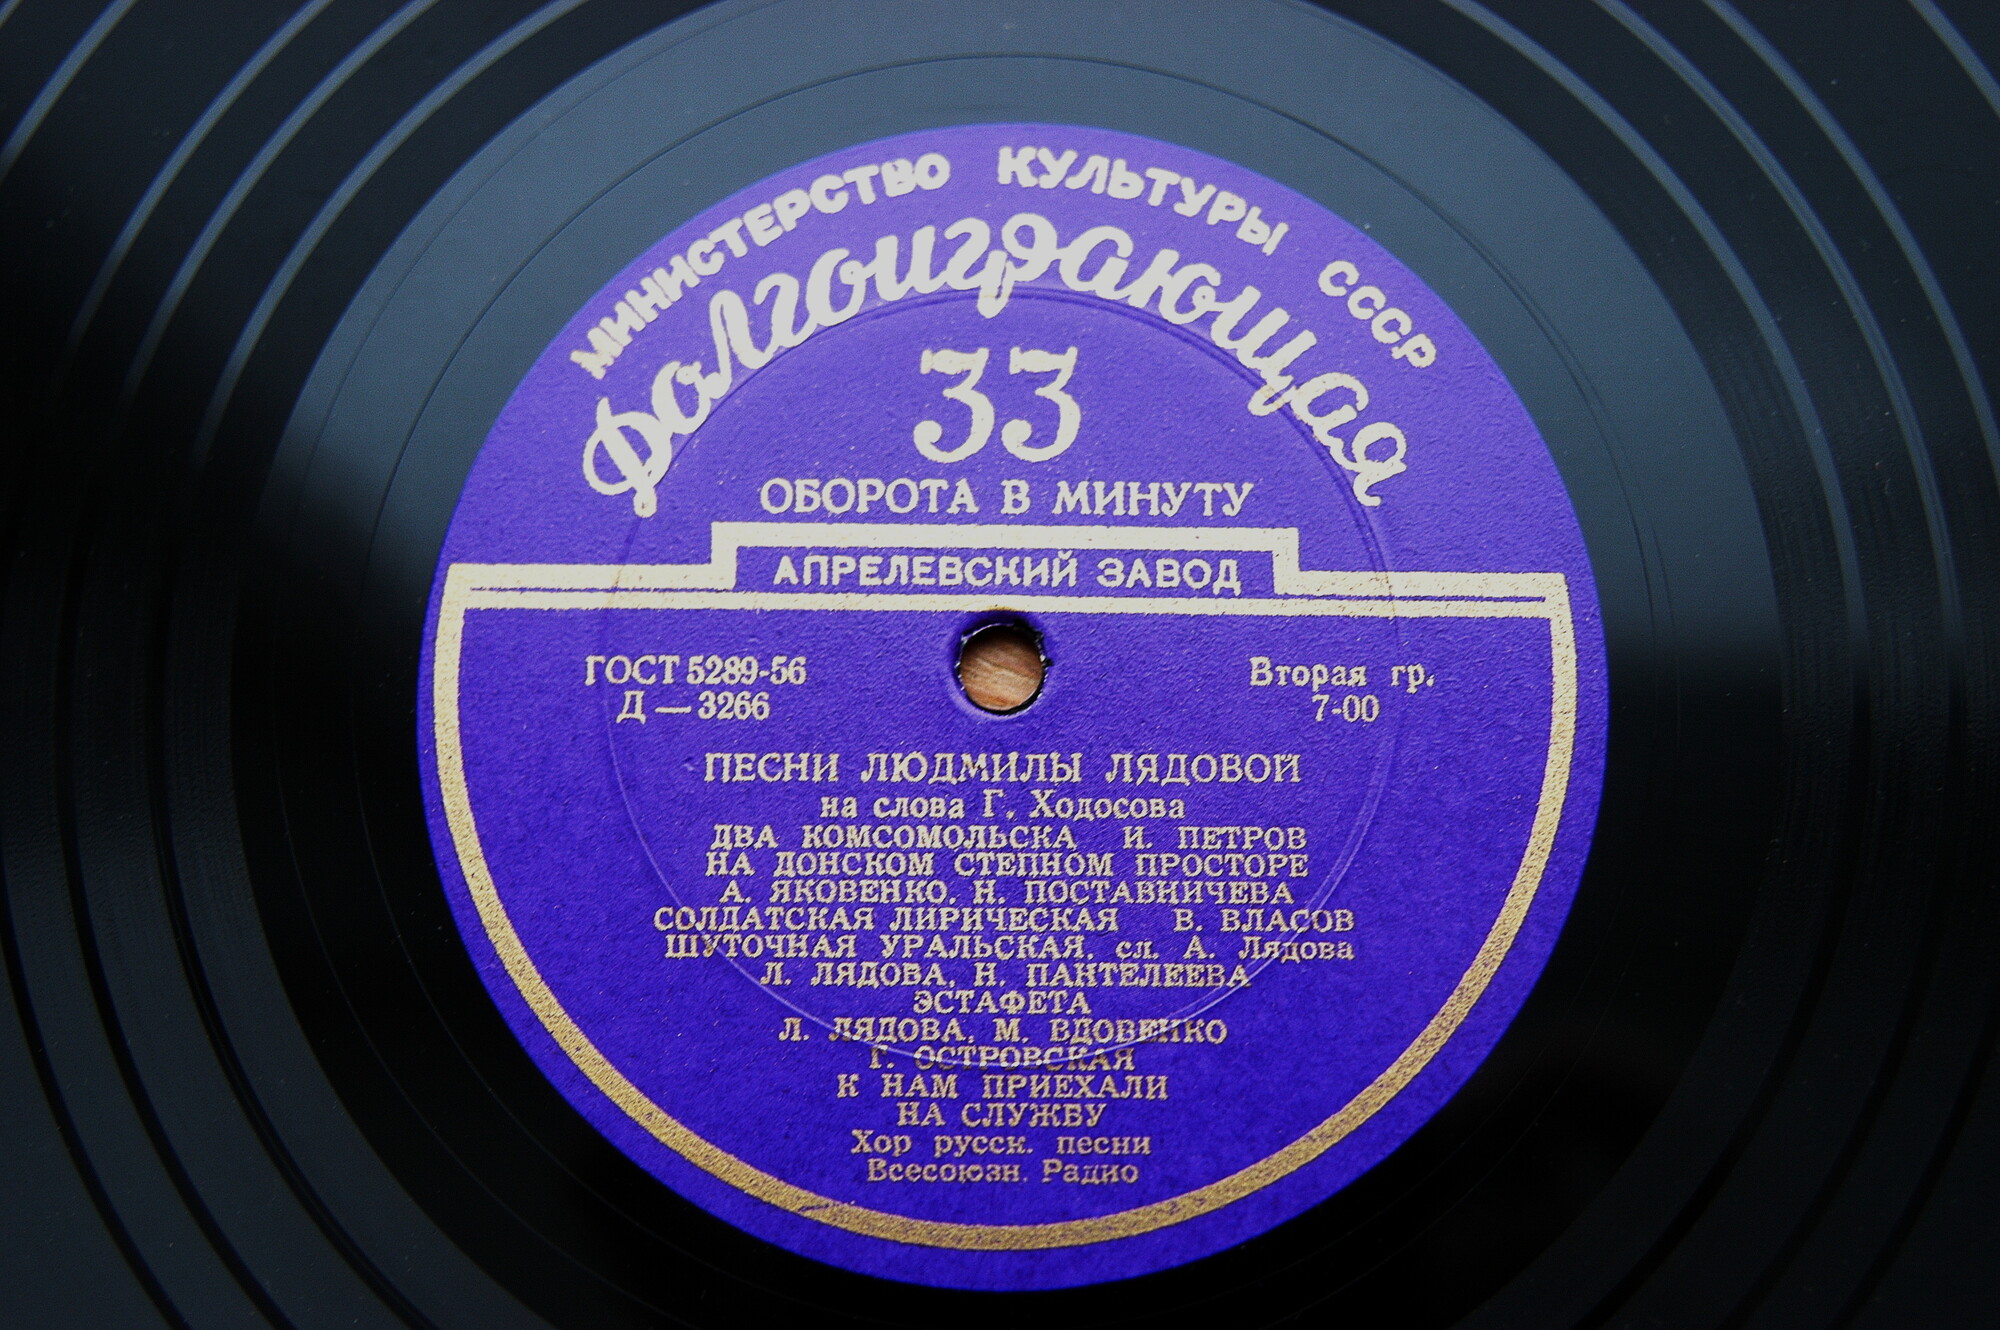 МИНИСТЕРСТВО КУЛЬТУРЫ СССР
Долгоиграющая
33
ОБОРОТА В МИНУТУ
АПРЕЛЕВСКИЙ ЗАВОД
ГОСТ 5289-56
Д — 3266
Вторая гр.
7-00
ПЕСНИ ЛЮДМИЛЫ ЛЯДОВОЙ
на слова Г. Ходосова
ДВА КОМСОМОЛЬСКА И. ПЕТРОВ
НА ДОНСКОМ СТЕПНОМ ПРОСТОРЕ
А. ЯКОВЕНКО, Н. ПОСТАВНИЧЕВА
СОЛДАТСКАЯ ЛИРИЧЕСКАЯ В. ВЛАСОВ
ШУТОЧНАЯ УРАЛЬСКАЯ, сл. А. Лядова
Л. ЛЯДОВА, Н. ПАНТЕЛЕЕВА
ЭСТАФЕТА
Л. ЛЯДОВА, М. ВДОВЕНКО
Г. ОСТРОВСКАЯ
К НАМ ПРИЕХАЛИ
НА СЛУЖБУ
Хор русск. песни
Всесоюзн. Радио